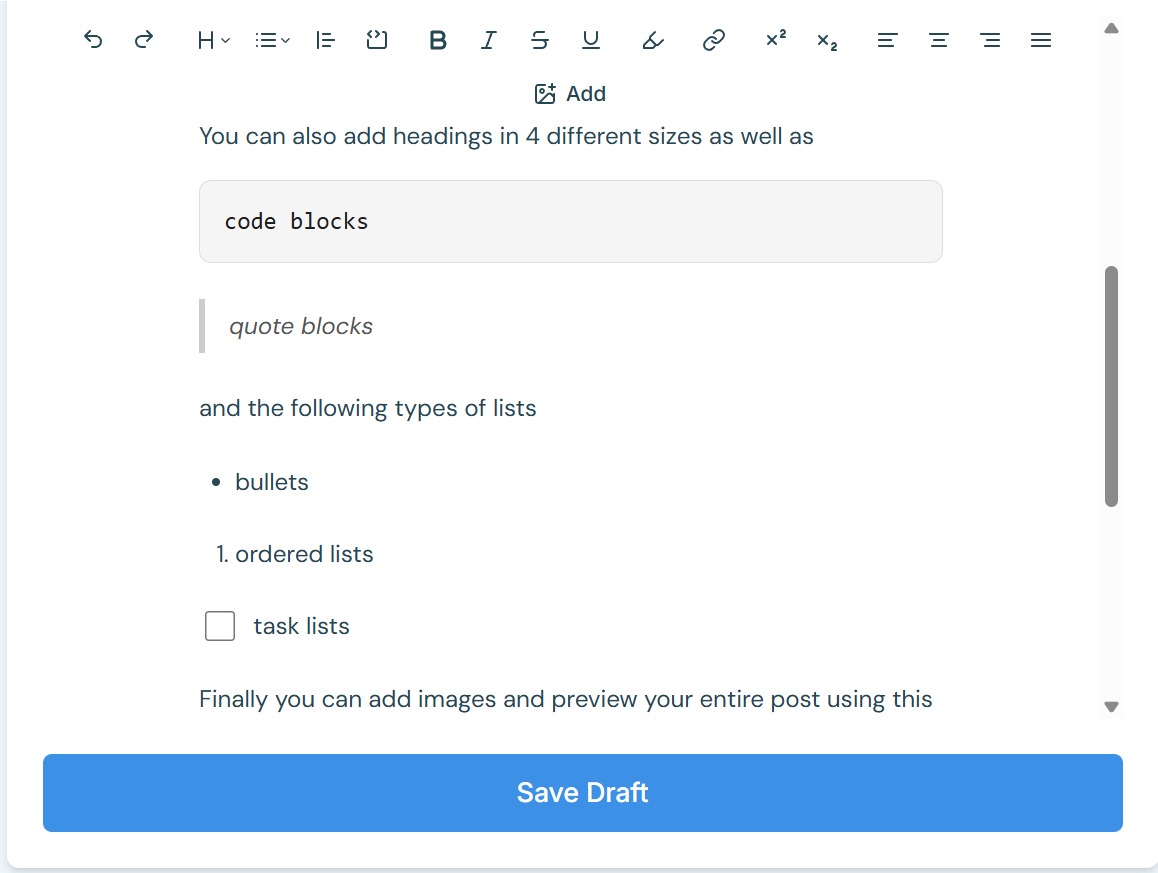 Add
You can also add headings in 4 different sizes as well as
code blocks
quote blocks
and the following types of lists
• bullets
1. ordered lists
task lists
Finally you can add images and preview your entire post using this
Save Draft